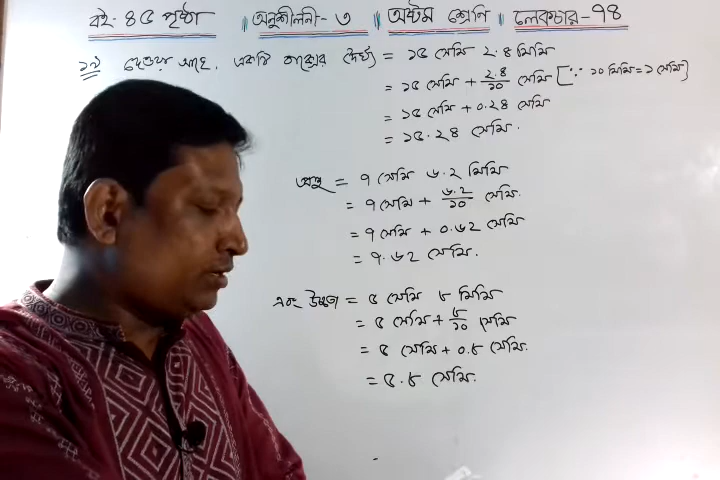 বই- ৪৫ পৃষ্ঠা | অনুশীলনী- ৩ | অষ্টম শ্রেণি | লেকচার-৭৪
১৯ দেওয়া আছে, একটি বাক্সের দৈর্ঘ্য = ১৫ সেমি ২.৪ মিমি
= ১৫ সেমি + ২.৪/১০ সেমি [∵ ১০ মিমি = ১ সেমি]
= ১৫ সেমি + ০.২৪ সেমি
= ১৫.২৪ সেমি.
প্রস্থ = ৭ সেমি ৬.২ মিমি
= ৭ সেমি + ৬.২/১০ সেমি.
= ৭ সেমি + ০.৬২ সেমি
= ৭.৬২ সেমি.
এবং উচ্চতা = ৫ সেমি ৮ মিমি
= ৫ সেমি + ৮/১০ সেমি
= ৫ সেমি + ০.৮ সেমি.
= ৫.৮ সেমি.